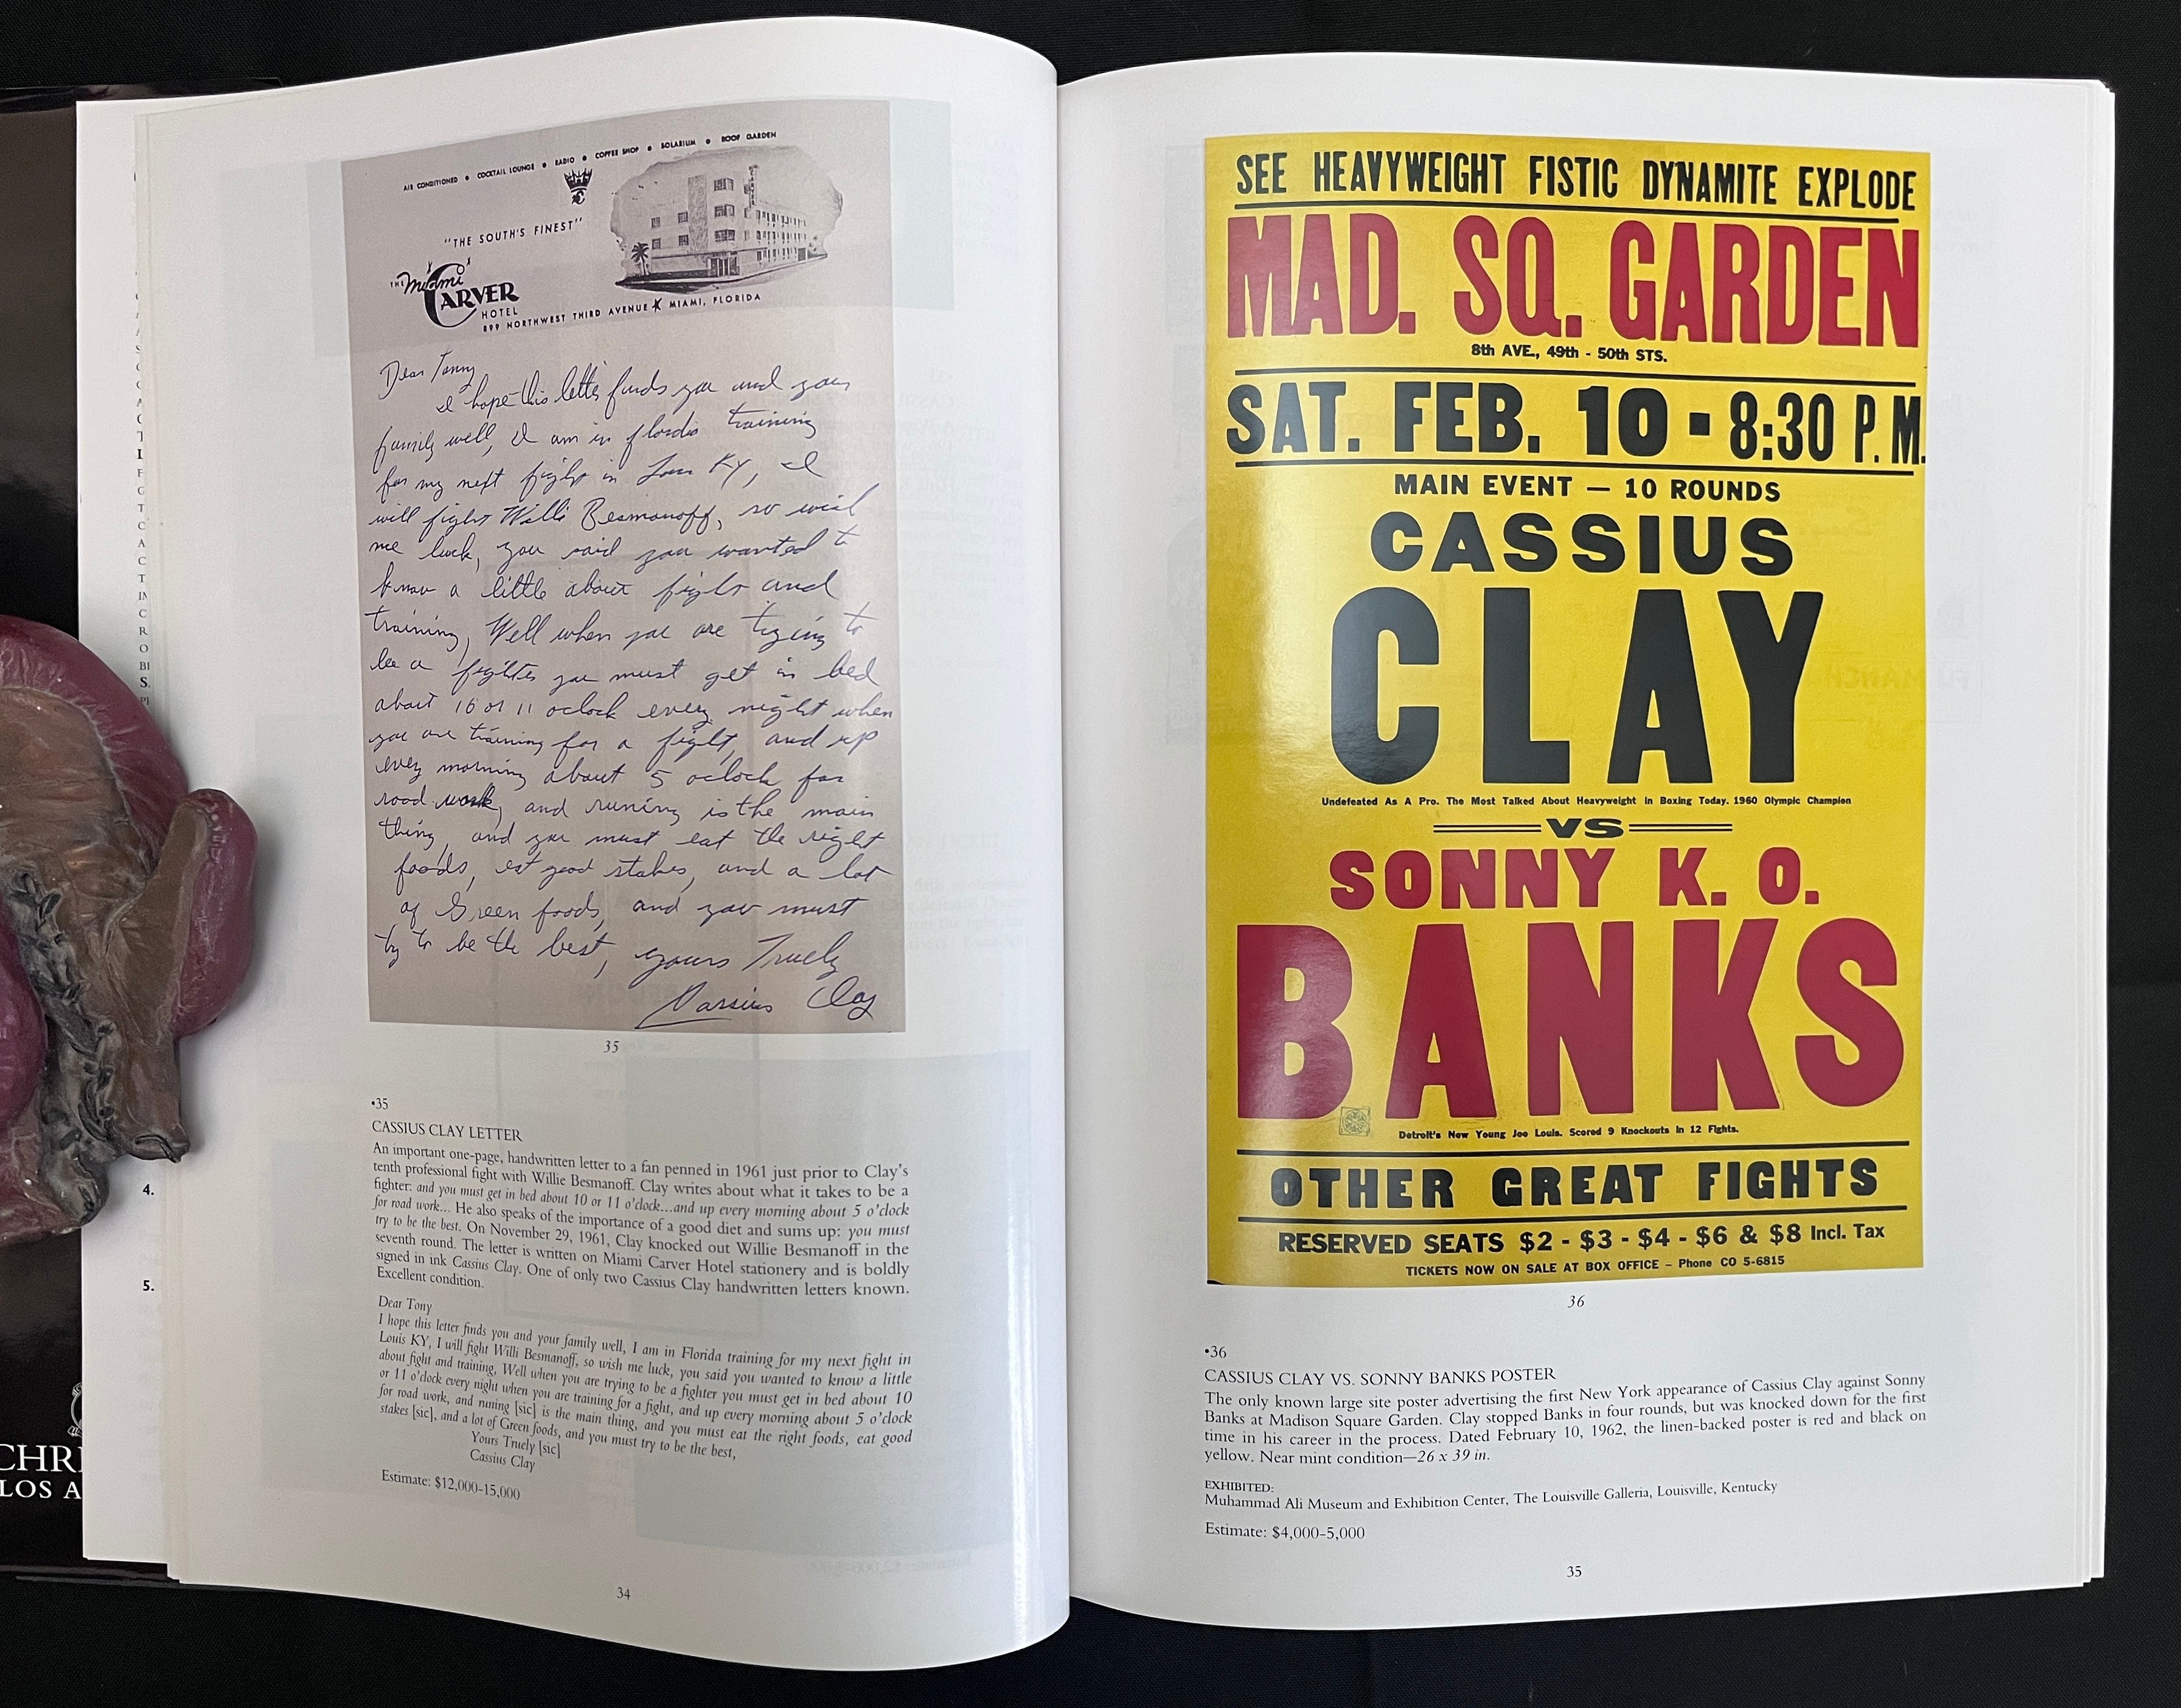 AIR CONDITIONED • COCKTAIL LOUNGE • RADIO • COFFEE SHOP • SOLARIUM • ROOF GARDEN
"THE SOUTH'S FINEST"
THE Miami
CARVER
HOTEL
899 NORTHWEST THIRD AVENUE MIAMI, FLORIDA
Dear Tony
I hope this letter finds you and your
family well, I am in florida training
for my next fight in Louis KY, I
will fight Willi Besmanoff, so wish
me luck, you said you wanted to
know a little about fight and
training, Well when you are trying to
be a fighter you must get in bed
about 10 or 11 oclock every night when
you are training for a fight, and up
every morning about 5 oclock for
road work, and runing is the main
thing, and you must eat the right
foods, eat good stakes, and a lot
of Green foods, and you must
try to be the best, yours Truely
Cassius Clay
35
•35
CASSIUS CLAY LETTER
An important one-page, handwritten letter to a fan penned in 1961 just prior to Clay's
tenth professional fight with Willie Besmanoff. Clay writes about what it takes to be a
fighter: and you must get in bed about 10 or 11 o'clock...and up every morning about 5 o'clock
for road work... He also speaks of the importance of a good diet and sums up: you must
try to be the best. On November 29, 1961, Clay knocked out Willie Besmanoff in the
seventh round. The letter is written on Miami Carver Hotel stationery and is boldly
signed in ink Cassius Clay. One of only two Cassius Clay handwritten letters known.
Excellent condition.
Dear Tony
I hope this letter finds you and your family well, I am in Florida training for my next fight in
Louis KY, I will fight Willi Besmanoff, so wish me luck, you said you wanted to know a little
about fight and training, Well when you are trying to be a fighter you must get in bed about 10
or 11 o'clock every night when you are training for a fight, and up every morning about 5 o'clock
for road work, and runing [sic] is the main thing, and you must eat the right foods, eat good
stakes [sic], and a lot of Green foods, and you must try to be the best,
Yours Truely [sic]
Cassius Clay
Estimate: $12,000-15,000
34
4.
5.
CHRI
LOS A
SEE HEAVYWEIGHT FISTIC DYNAMITE EXPLODE
MAD. SQ. GARDEN
8th AVE., 49th - 50th STS.
SAT. FEB. 10 - 8:30 P.M.
MAIN EVENT — 10 ROUNDS
CASSIUS
CLAY
Undefeated As A Pro. The Most Talked About Heavyweight in Boxing Today. 1960 Olympic Champion
VS
SONNY K. O.
BANKS
Detroit's New Young Joe Louis. Scored 9 Knockouts In 12 Fights.
OTHER GREAT FIGHTS
RESERVED SEATS $2 - $3 - $4 - $6 & $8 Incl. Tax
TICKETS NOW ON SALE AT BOX OFFICE – Phone CO 5-6815
36
•36
CASSIUS CLAY VS. SONNY BANKS POSTER
The only known large site poster advertising the first New York appearance of Cassius Clay against Sonny
Banks at Madison Square Garden. Clay stopped Banks in four rounds, but was knocked down for the first
time in his career in the process. Dated February 10, 1962, the linen-backed poster is red and black on
yellow. Near mint condition—26 x 39 in.
EXHIBITED:
Muhammad Ali Museum and Exhibition Center, The Louisville Galleria, Louisville, Kentucky
Estimate: $4,000-5,000
35